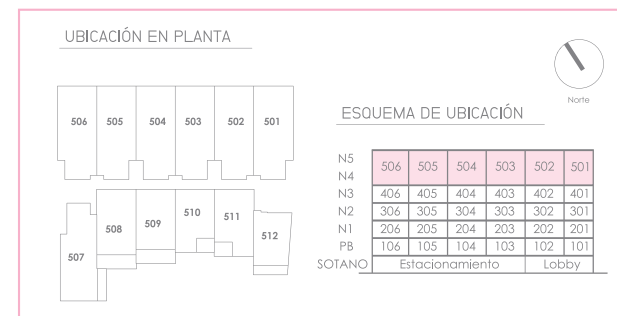 UBICACIÓN EN PLANTA
506 505 504 503 502 501
508 509 510 511 512
507
Norte
ESQUEMA DE UBICACIÓN
N5
N4 506 505 504 503 502 501
N3 406 405 404 403 402 401
N2 306 305 304 303 302 301
N1 206 205 204 203 202 201
PB 106 105 104 103 102 101
SOTANO Estacionamiento Lobby